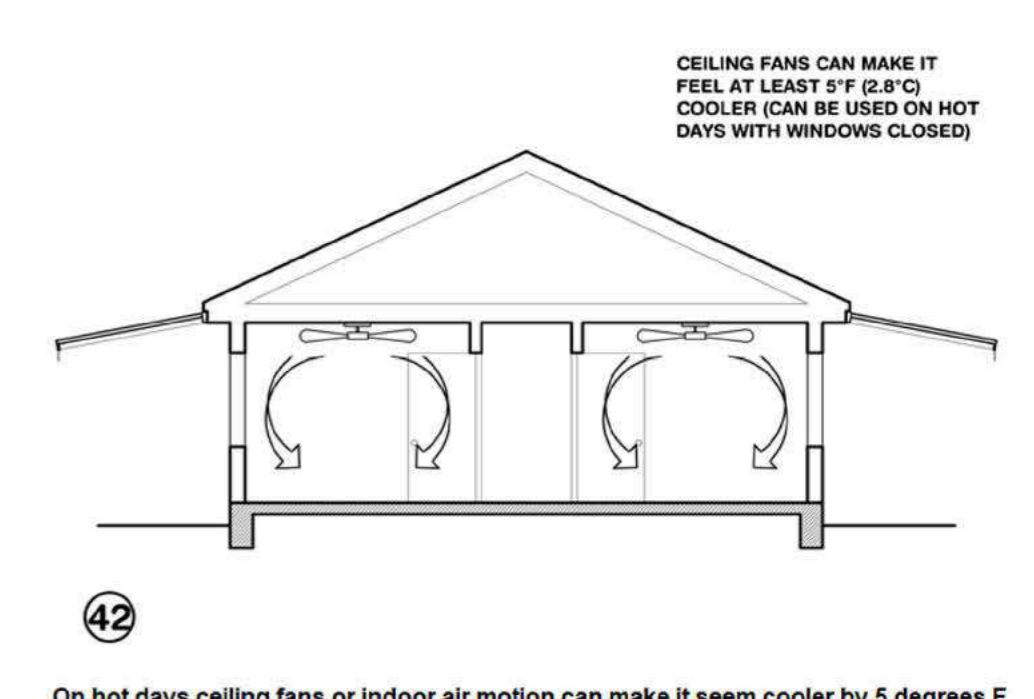 CEILING FANS CAN MAKE IT
FEEL AT LEAST 5°F (2.8°C)
COOLER (CAN BE USED ON HOT
DAYS WITH WINDOWS CLOSED)
42
On hot days ceiling fans or indoor air motion can make it seem cooler by 5 degrees F